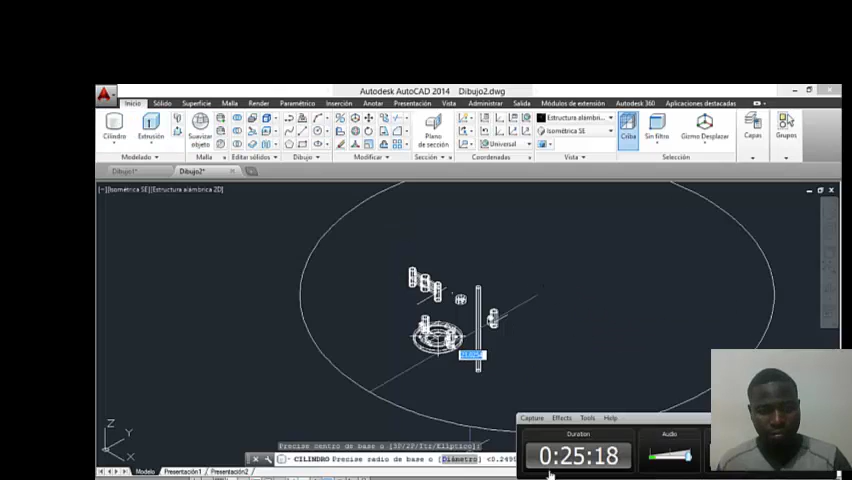 Autodesk AutoCAD 2014 Dibujo2.dwg
Inicio Sólido Superficie Malla Render Paramétrico Inserción Anotar Presentación Vista Administrar Salida Módulos de extensión Autodesk 360 Aplicaciones destacadas
Estructura alámbri...
Isométrica SE
Universal
Cilindro Extrusión Suavizar objeto Plano de sección Criba Sin filtro Gizmo Desplazar Capas Grupos
Modelado Malla Editar sólidos Dibujo Modificar Sección Coordenadas Vista Selección
Dibujo1* Dibujo2*
[−][Isométrica SE][Estructura alámbrica 2D]
Z
Y
X
Precise centro de base o [3P/2P/Ttr/Elíptico]:
CILINDRO Precise radio de base o [Diámetro] <0.249
Modelo Presentación1 Presentación2
Capture Effects Tools Help
Duration Audio
0:25:18